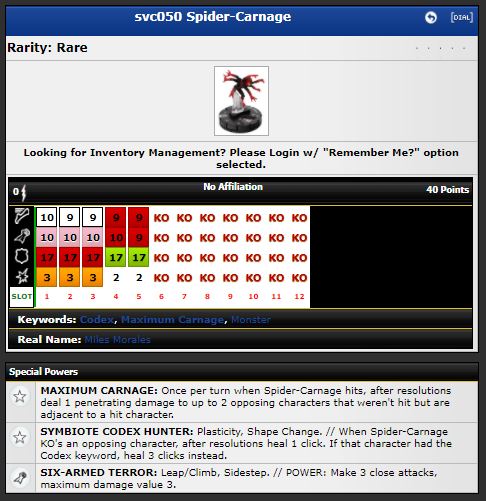 svc050 Spider-Carnage
[DIAL]
Rarity: Rare
Looking for Inventory Management? Please Login w/ "Remember Me?" option
selected.
0 No Affiliation 40 Points
10 9 9 9 9 KO KO KO KO KO KO KO
10 10 10 10 9 KO KO KO KO KO KO KO
17 17 17 17 17 KO KO KO KO KO KO KO
3 3 3 2 2 KO KO KO KO KO KO KO
SLOT 1 2 3 4 5 6 7 8 9 10 11 12
Keywords: Codex, Maximum Carnage, Monster
Real Name: Miles Morales
Special Powers
MAXIMUM CARNAGE: Once per turn when Spider-Carnage hits, after resolutions
deal 1 penetrating damage to up to 2 opposing characters that weren't hit but are
adjacent to a hit character.
SYMBIOTE CODEX HUNTER: Plasticity, Shape Change. // When Spider-Carnage
KO's an opposing character, after resolutions heal 1 click. If that character had the
Codex keyword, heal 3 clicks instead.
SIX-ARMED TERROR: Leap/Climb, Sidestep. // POWER: Make 3 close attacks,
maximum damage value 3.